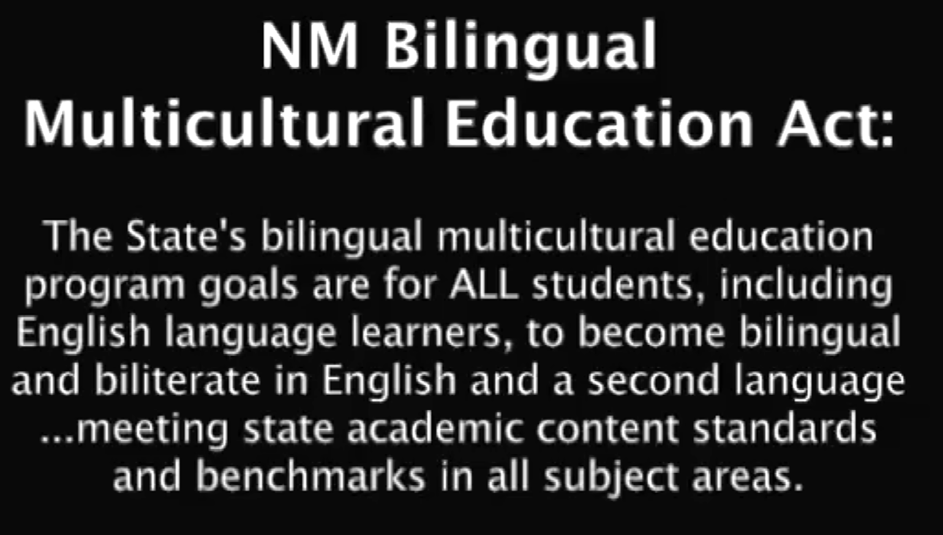 NM Bilingual
Multicultural Education Act:
The State's bilingual multicultural education
program goals are for ALL students, including
English language learners, to become bilingual
and biliterate in English and a second language
...meeting state academic content standards
and benchmarks in all subject areas.